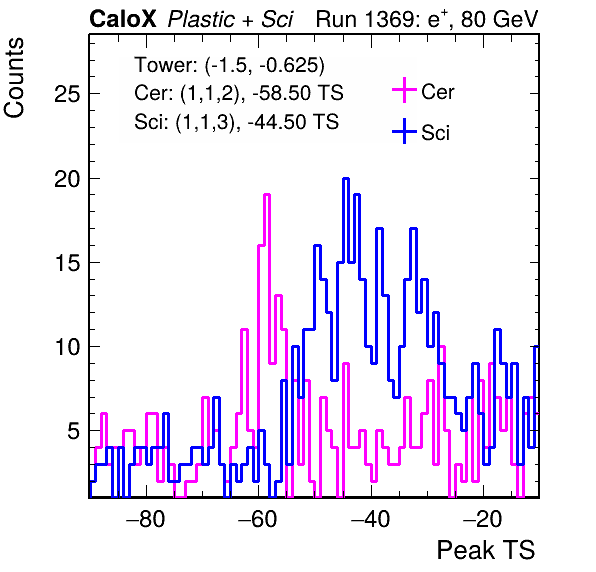 CaloX Plastic + Sci Run 1369: e⁺, 80 GeV
Tower: (-1.5, -0.625)
Cer: (1,1,2), -58.50 TS
Sci: (1,1,3), -44.50 TS
Cer
Sci
Counts
25
20
15
10
5
−80 −60 −40 −20
Peak TS